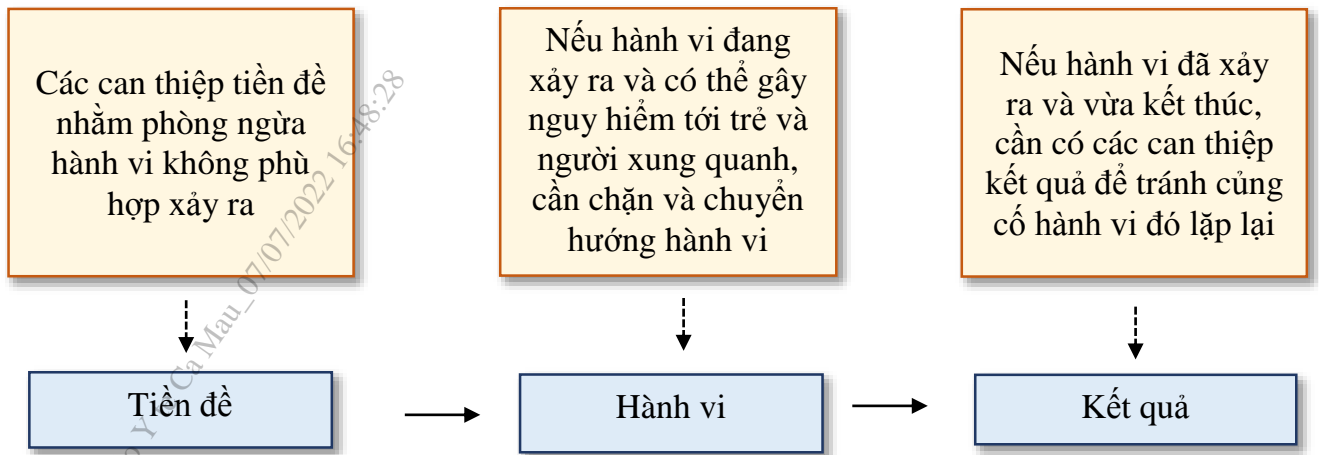 Các can thiệp tiền đề
nhằm phòng ngừa
hành vi không phù
hợp xảy ra
Nếu hành vi đang
xảy ra và có thể gây
nguy hiểm tới trẻ và
người xung quanh,
cần chặn và chuyển
hướng hành vi
Nếu hành vi đã xảy
ra và vừa kết thúc,
cần có các can thiệp
kết quả để tránh củng
cố hành vi đó lặp lại
Tiền đề
Hành vi
Kết quả
Y Ca Mau_07/07/2022 16:48:28